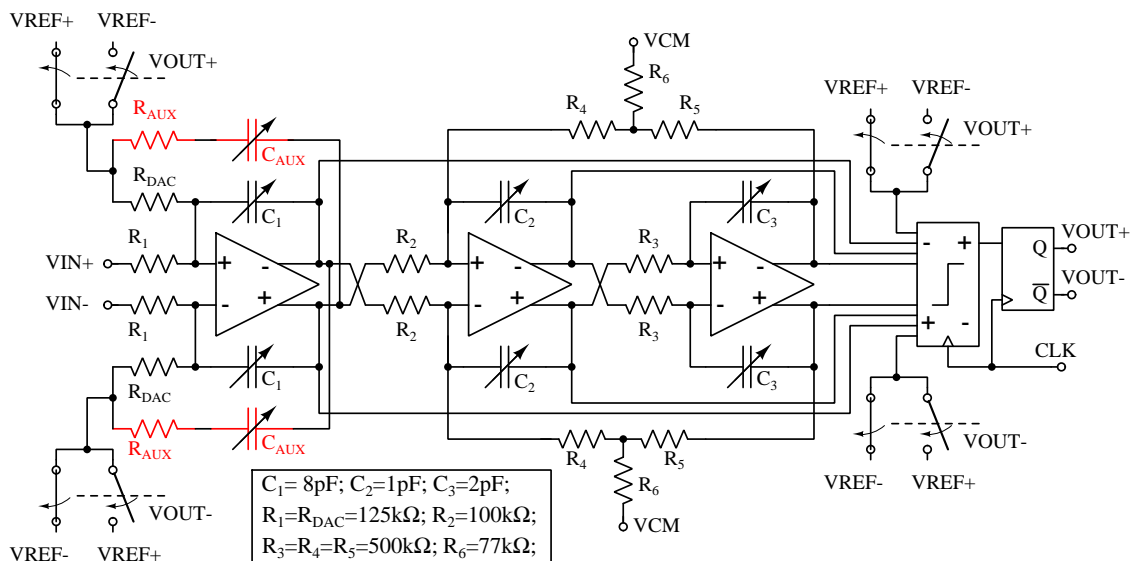 VREF+ VREF-
VOUT+
VCM
R6
R4 R5
VREF+ VREF-
VOUT+
RAUX
CAUX
RDAC
C1
C2
C3
R1
R2
R3
VIN+
VIN-
+ -
- +
+ -
- +
+ -
- +
- +
+ -
Q
Q
VOUT+
VOUT-
CLK
R1
R2
R3
RDAC
C1
C2
C3
RAUX
CAUX
R4 R5
R6
VCM
VOUT-
VREF- VREF+
VOUT-
VREF- VREF+
C1= 8pF; C2=1pF; C3=2pF;
R1=RDAC=125kΩ; R2=100kΩ;
R3=R4=R5=500kΩ; R6=77kΩ;